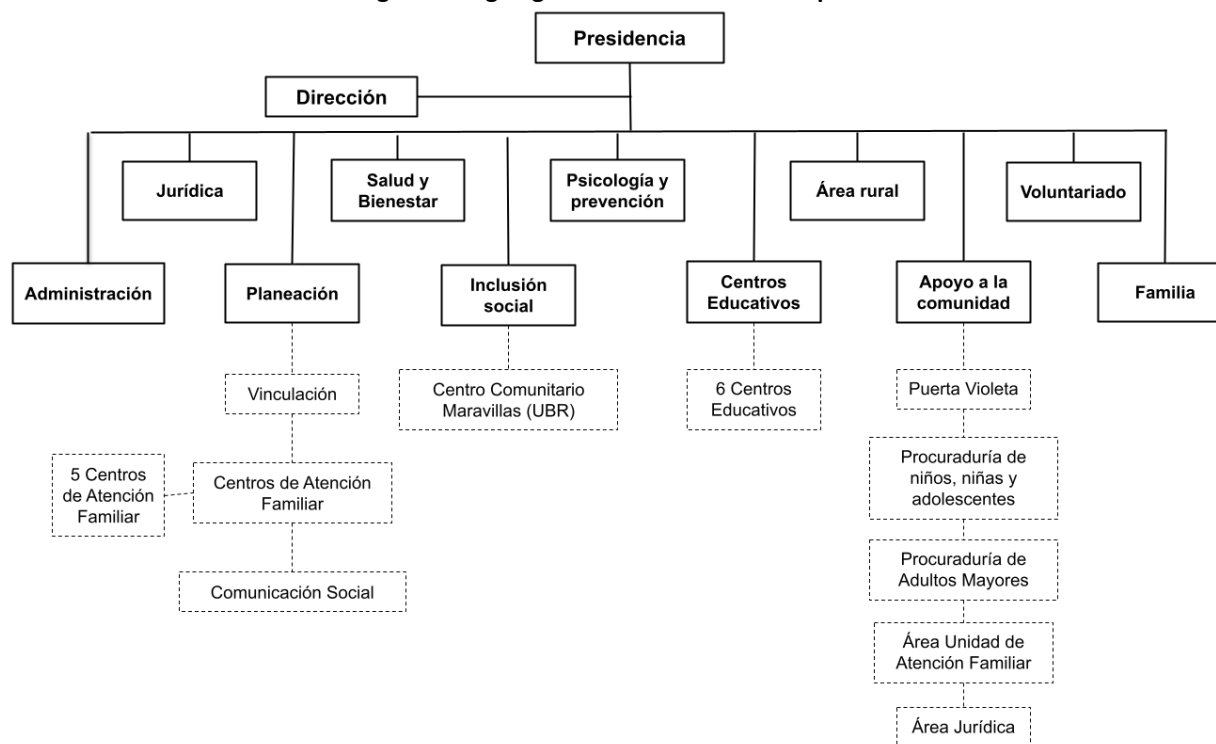 Presidencia
Dirección
Jurídica
Salud y
Bienestar
Psicología y
prevención
Área rural
Voluntariado
Administración
Planeación
Inclusión
social
Centros
Educativos
Apoyo a la
comunidad
Familia
Vinculación
Centro Comunitario
Maravillas (UBR)
6 Centros
Educativos
Puerta Violeta
5 Centros
de Atención
Familiar
Centros de Atención
Familiar
Procuraduría de
niños, niñas y
adolescentes
Comunicación Social
Procuraduría de
Adultos Mayores
Área Unidad de
Atención Familiar
Área Jurídica